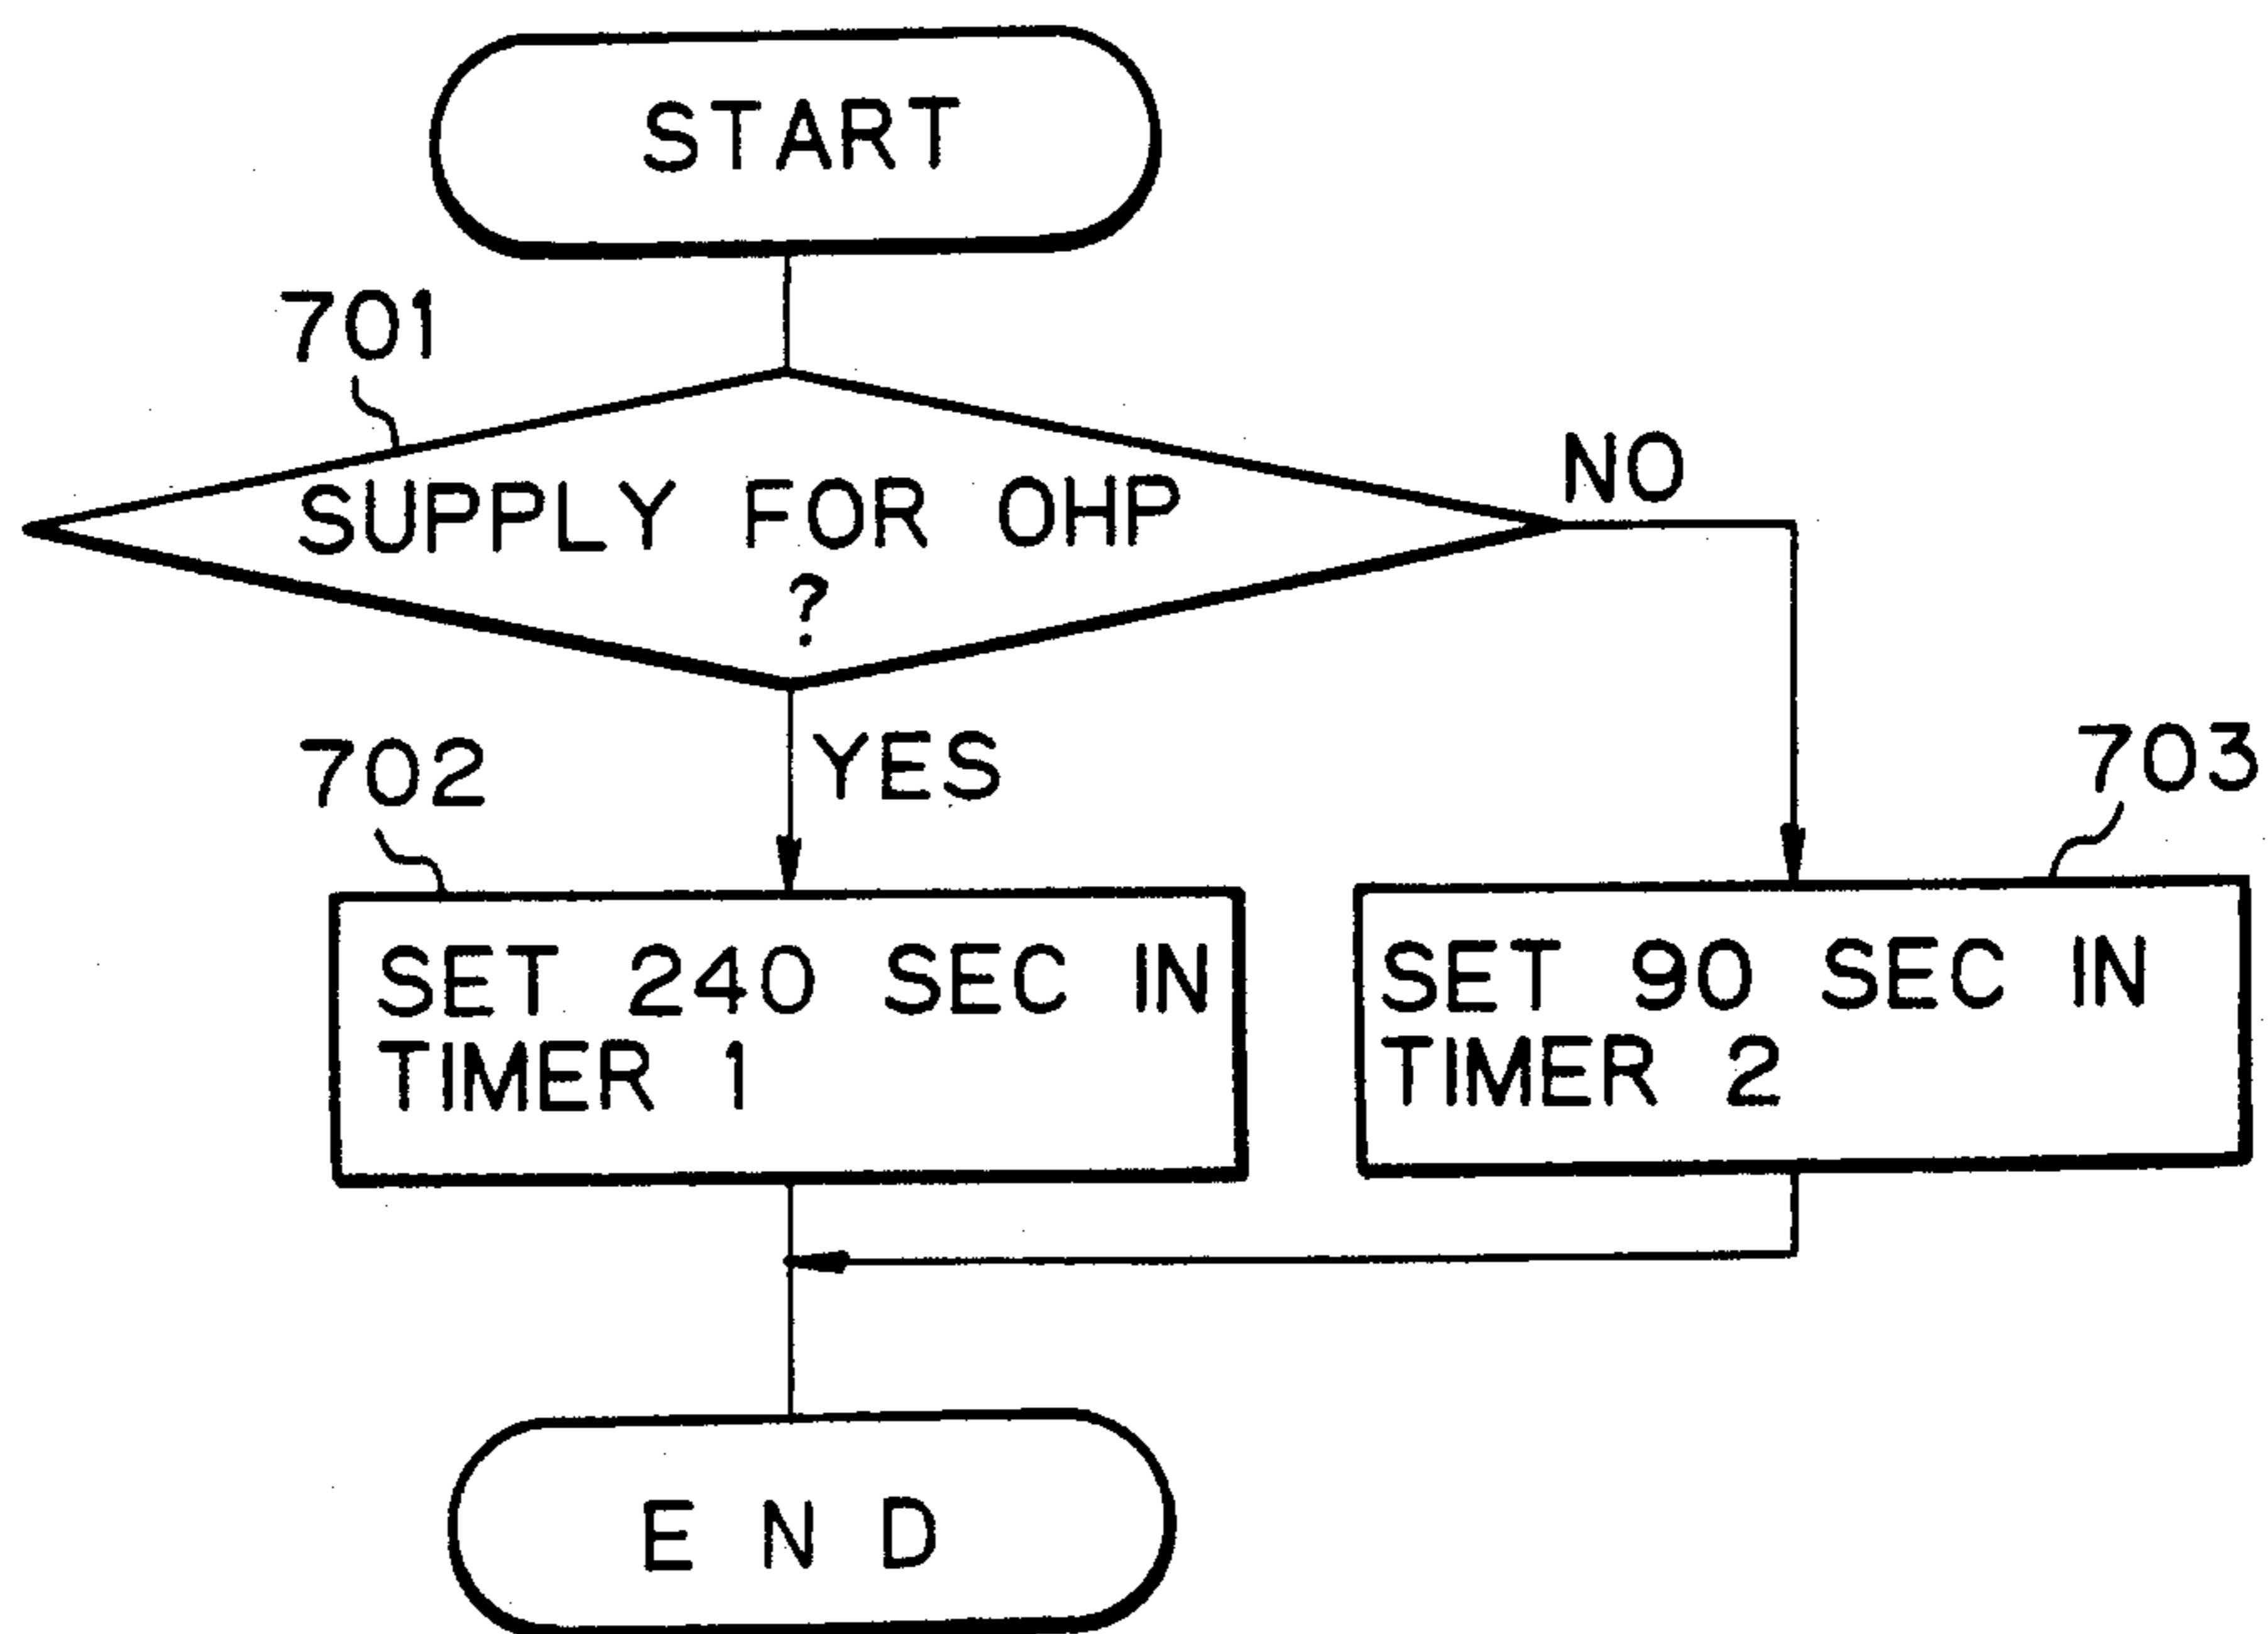 START
701
SUPPLY FOR OHP
?
NO
YES
702
703
SET 240 SEC IN
TIMER 1
SET 90 SEC IN
TIMER 2
END